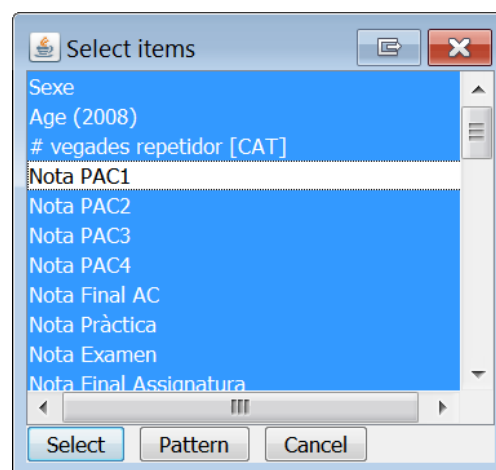 Select items
Sexe
Age (2008)
# vegades repetidor [CAT]
Nota PAC1
Nota PAC2
Nota PAC3
Nota PAC4
Nota Final AC
Nota Pràctica
Nota Examen
Nota Final Assignatura
Select Pattern Cancel